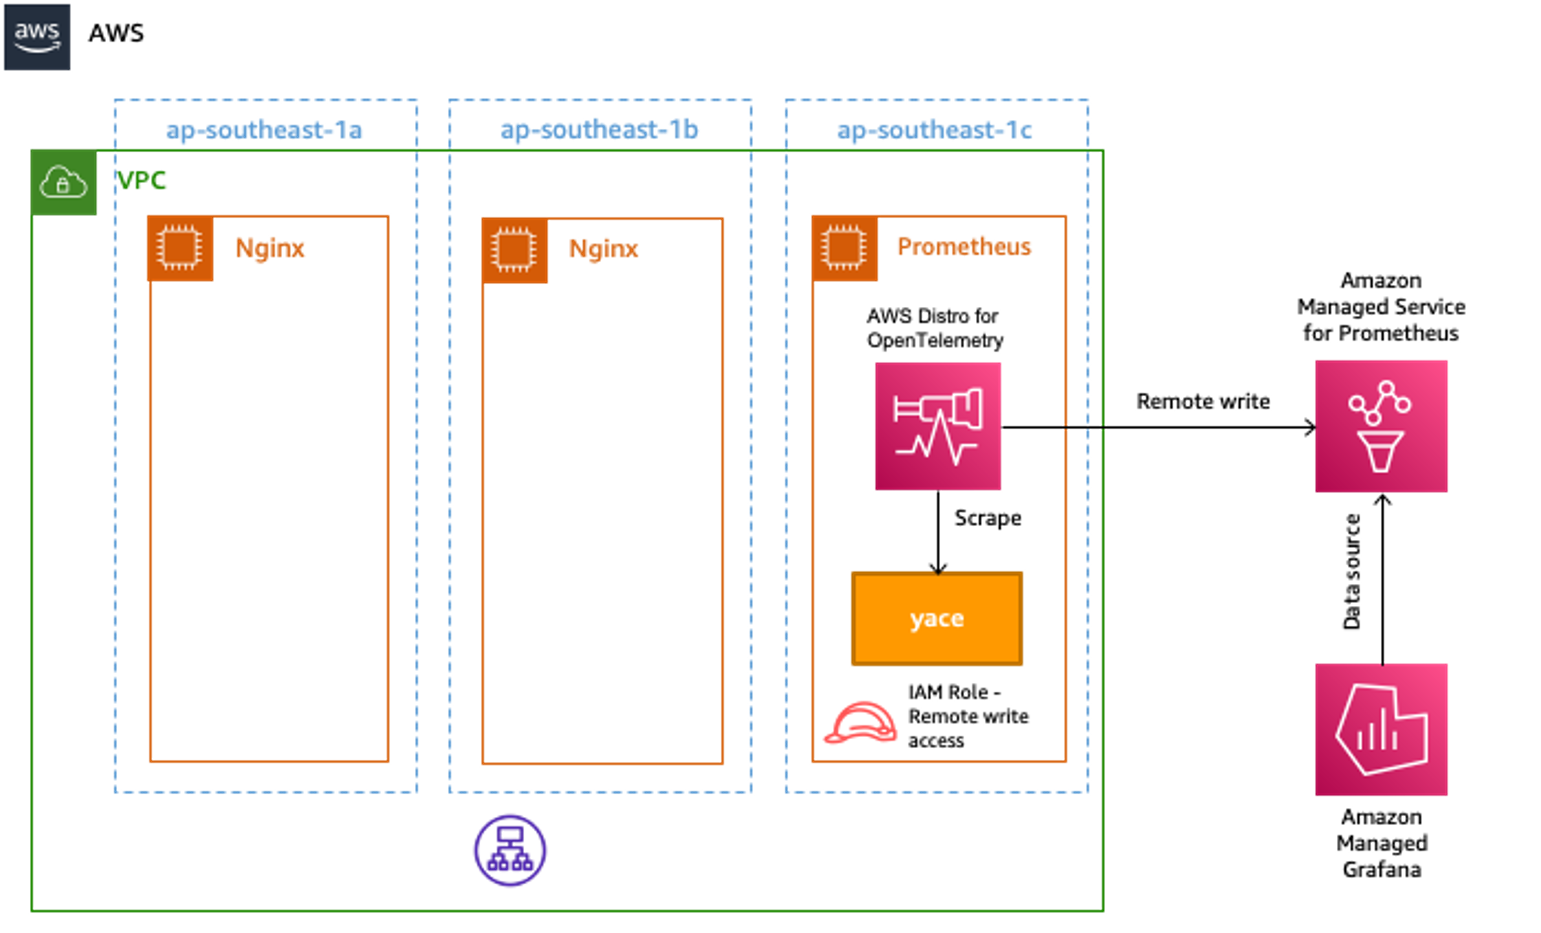 aws
AWS
ap-southeast-1a
ap-southeast-1b
ap-southeast-1c
VPC
Nginx
Nginx
Prometheus
AWS Distro for
OpenTelemetry
Amazon
Managed Service
for Prometheus
Remote write
Scrape
Data source
yace
IAM Role -
Remote write
access
Amazon
Managed
Grafana